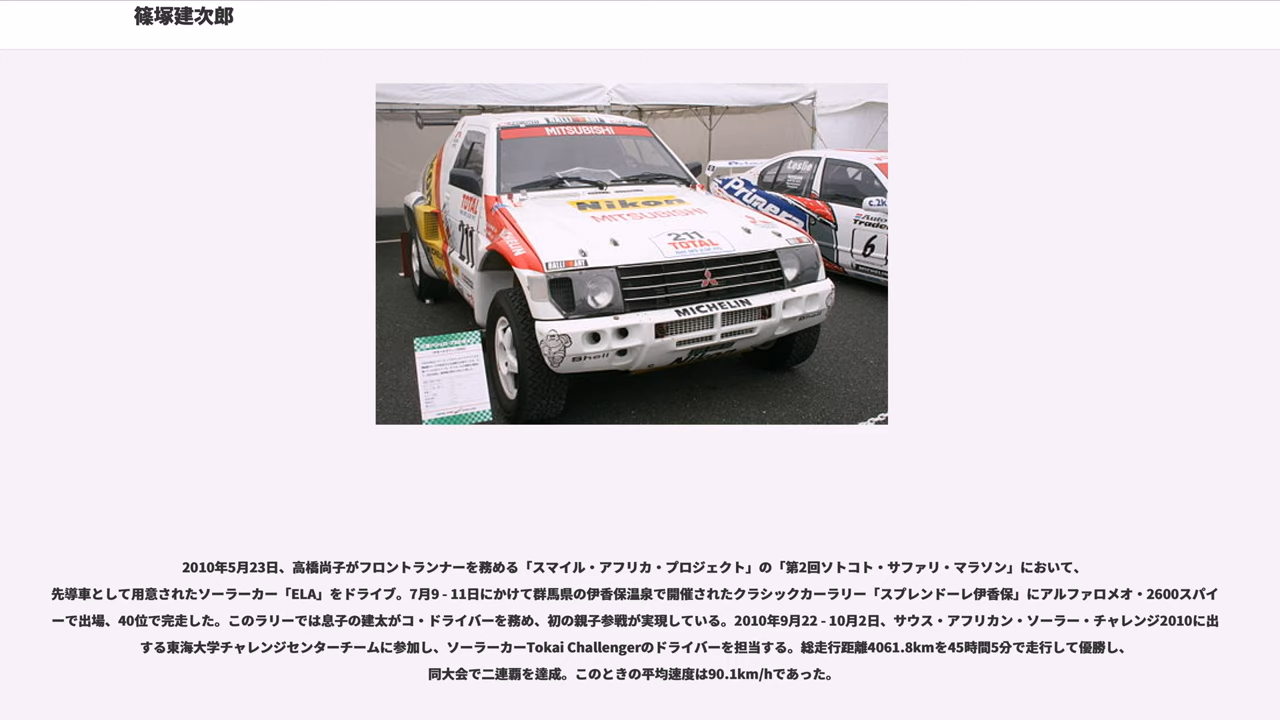 篠塚建次郎
MITSUBISHI
Nikon
MITSUBISHI
211
TOTAL
TOTAL
211
MICHELIN
Shell
RALLI ART
Leslie
Primera
c.2k
Auto
Trader
6
MICHELIN
2010年5月23日、高橋尚子がフロントランナーを務める「スマイル・アフリカ・プロジェクト」の「第2回ソトコト・サファリ・マラソン」において、
先導車として用意されたソーラーカー「ELA」をドライブ。7月9 - 11日にかけて群馬県の伊香保温泉で開催されたクラシックカーラリー「スプレンドーレ伊香保」にアルファロメオ・2600スパイ
ーで出場、40位で完走した。このラリーでは息子の建太がコ・ドライバーを務め、初の親子参戦が実現している。2010年9月22 - 10月2日、サウス・アフリカン・ソーラー・チャレンジ2010に出
する東海大学チャレンジセンターチームに参加し、ソーラーカーTokai Challengerのドライバーを担当する。総走行距離4061.8kmを45時間5分で走行して優勝し、
同大会で二連覇を達成。このときの平均速度は90.1km/hであった。